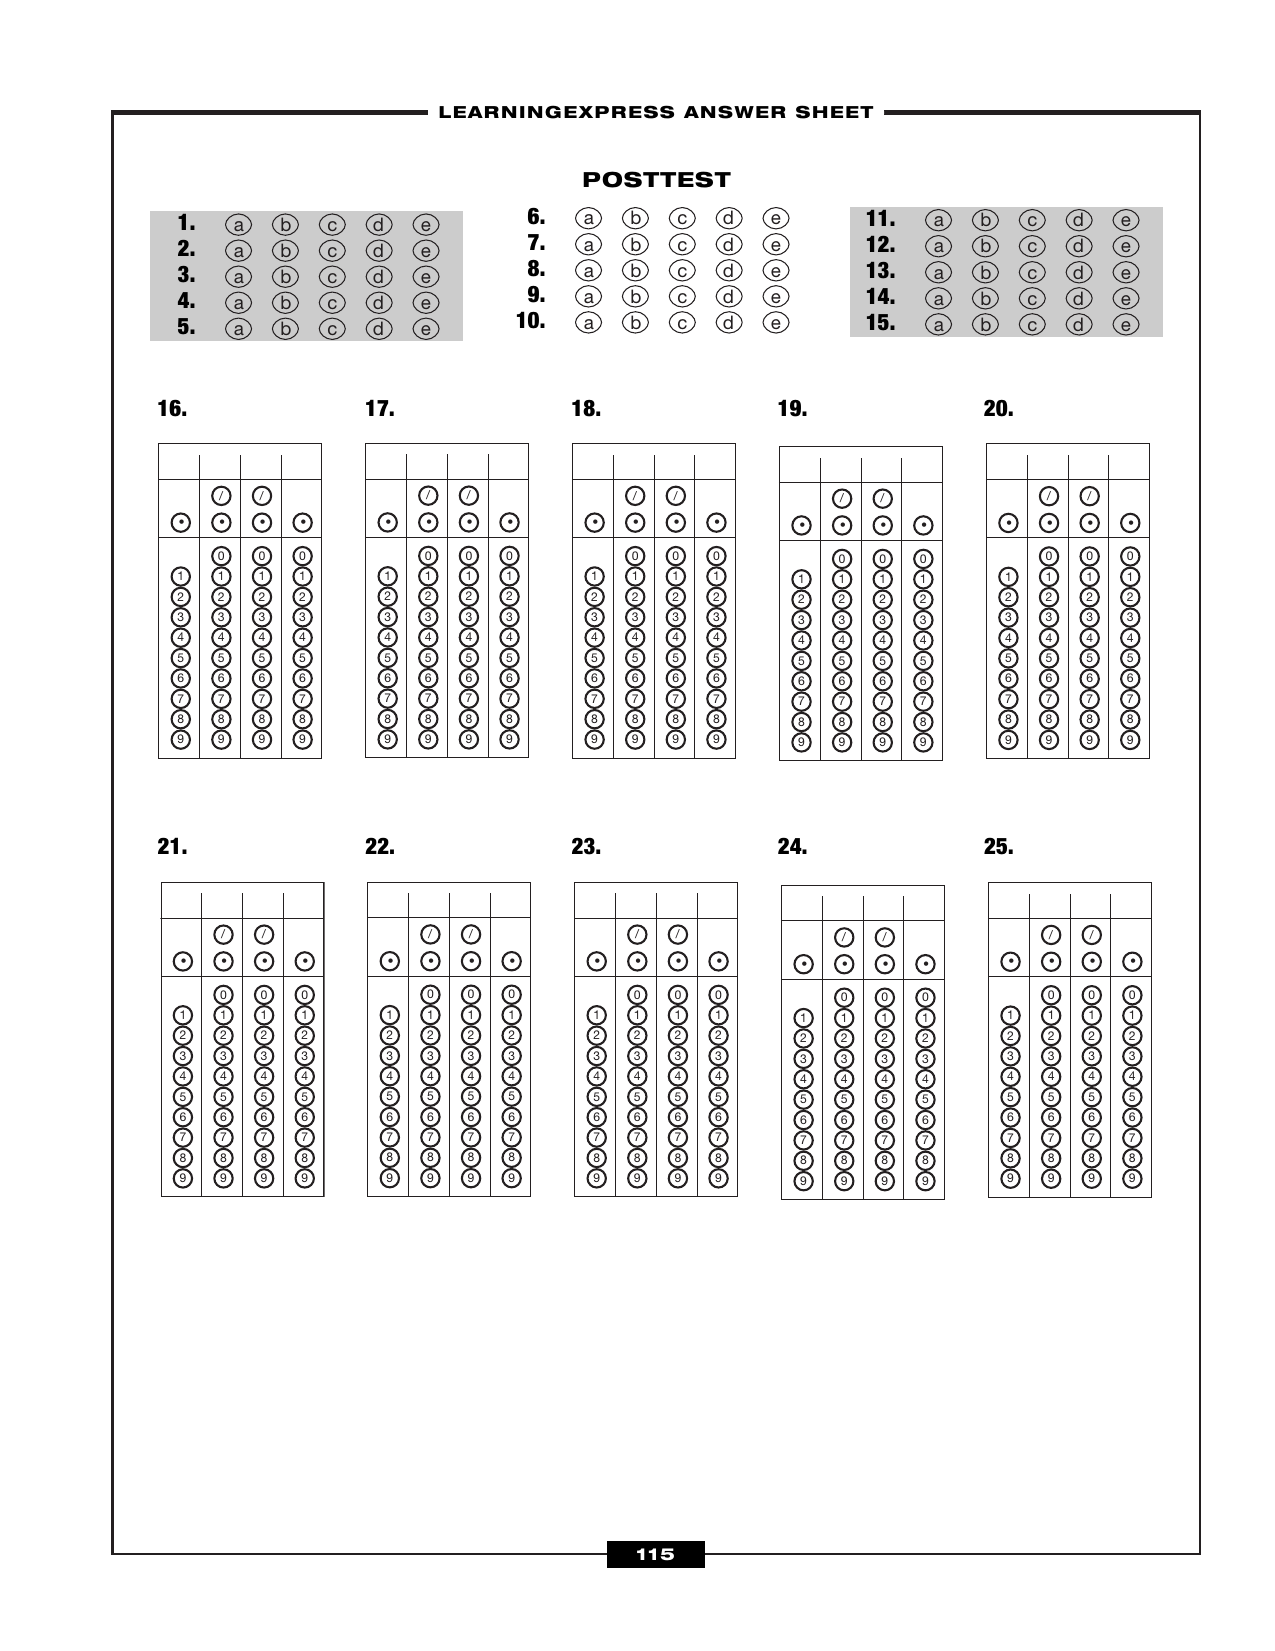 LEARNINGEXPRESS ANSWER SHEET
POSTTEST
1. a b c d e
2. a b c d e
3. a b c d e
4. a b c d e
5. a b c d e
6. a b c d e
7. a b c d e
8. a b c d e
9. a b c d e
10. a b c d e
11. a b c d e
12. a b c d e
13. a b c d e
14. a b c d e
15. a b c d e
16. 17. 18. 19. 20.
/ / / / / / / / / /
• • • • • • • • • • • • • • • • • • • •
0 0 0 0 0 0 0 0 0 0 0 0 0 0 0
1 1 1 1 1 1 1 1 1 1 1 1 1 1 1 1 1 1 1 1
2 2 2 2 2 2 2 2 2 2 2 2 2 2 2 2 2 2 2 2
3 3 3 3 3 3 3 3 3 3 3 3 3 3 3 3 3 3 3 3
4 4 4 4 4 4 4 4 4 4 4 4 4 4 4 4 4 4 4 4
5 5 5 5 5 5 5 5 5 5 5 5 5 5 5 5 5 5 5 5
6 6 6 6 6 6 6 6 6 6 6 6 6 6 6 6 6 6 6 6
7 7 7 7 7 7 7 7 7 7 7 7 7 7 7 7 7 7 7 7
8 8 8 8 8 8 8 8 8 8 8 8 8 8 8 8 8 8 8 8
9 9 9 9 9 9 9 9 9 9 9 9 9 9 9 9 9 9 9 9
21. 22. 23. 24. 25.
/ / / / / / / / / /
• • • • • • • • • • • • • • • • • • • •
0 0 0 0 0 0 0 0 0 0 0 0 0 0 0
1 1 1 1 1 1 1 1 1 1 1 1 1 1 1 1 1 1 1 1
2 2 2 2 2 2 2 2 2 2 2 2 2 2 2 2 2 2 2 2
3 3 3 3 3 3 3 3 3 3 3 3 3 3 3 3 3 3 3 3
4 4 4 4 4 4 4 4 4 4 4 4 4 4 4 4 4 4 4 4
5 5 5 5 5 5 5 5 5 5 5 5 5 5 5 5 5 5 5 5
6 6 6 6 6 6 6 6 6 6 6 6 6 6 6 6 6 6 6 6
7 7 7 7 7 7 7 7 7 7 7 7 7 7 7 7 7 7 7 7
8 8 8 8 8 8 8 8 8 8 8 8 8 8 8 8 8 8 8 8
9 9 9 9 9 9 9 9 9 9 9 9 9 9 9 9 9 9 9 9
115